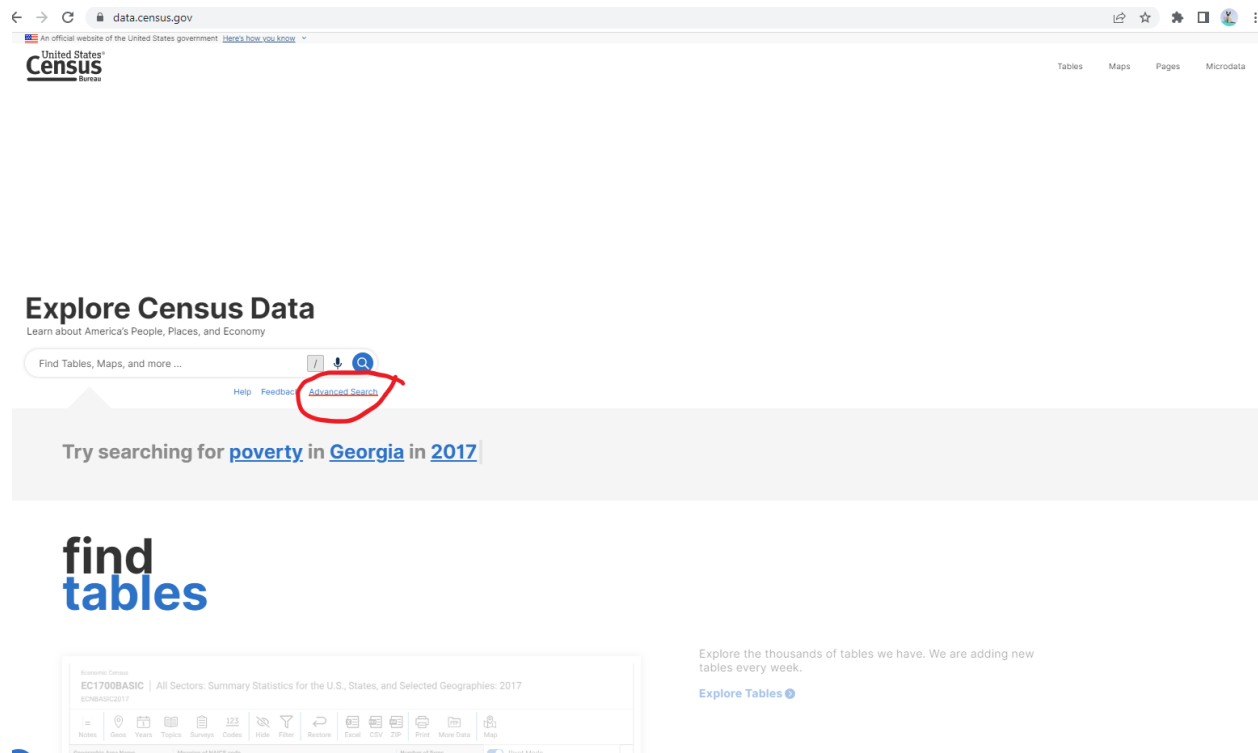 data.census.gov
An official website of the United States government Here's how you know
United States®
Census
Bureau
Tables Maps Pages Microdata
Explore Census Data
Learn about America's People, Places, and Economy
Find Tables, Maps, and more ... /
Help Feedback Advanced Search
Try searching for poverty in Georgia in 2017
find
tables
Explore the thousands of tables we have. We are adding new
tables every week.
Explore Tables
Economic Census
EC1700BASIC | All Sectors: Summary Statistics for the U.S., States, and Selected Geographies: 2017
ECNBASIC2017
123
Notes Geos Years Topics Surveys Codes Hide Filter Restore Excel CSV ZIP Print More Data Map